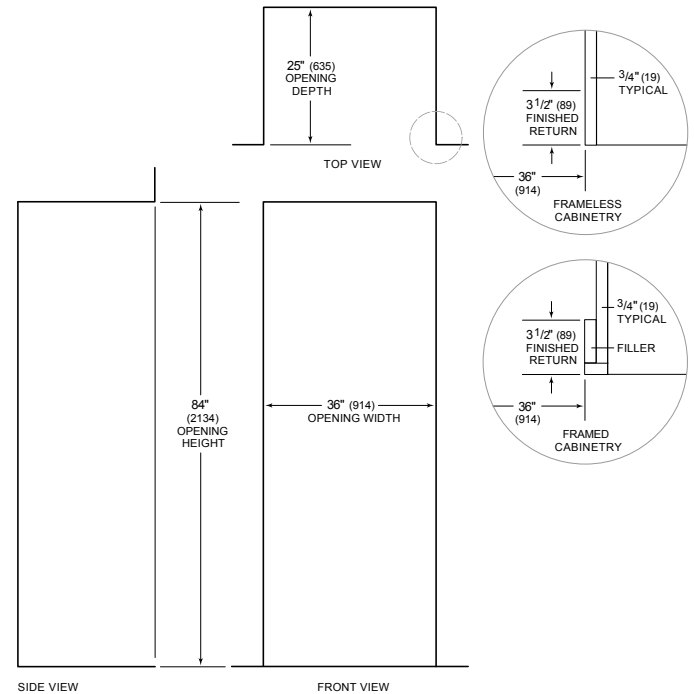 25" (635)
OPENING
DEPTH
TOP VIEW
3/4" (19)
TYPICAL
3 1/2" (89)
FINISHED
RETURN
36"
(914)
FRAMELESS
CABINETRY
3/4" (19)
TYPICAL
3 1/2" (89)
FINISHED
RETURN
FILLER
36"
(914)
FRAMED
CABINETRY
84"
(2134)
OPENING
HEIGHT
36" (914)
OPENING WIDTH
SIDE VIEW
FRONT VIEW